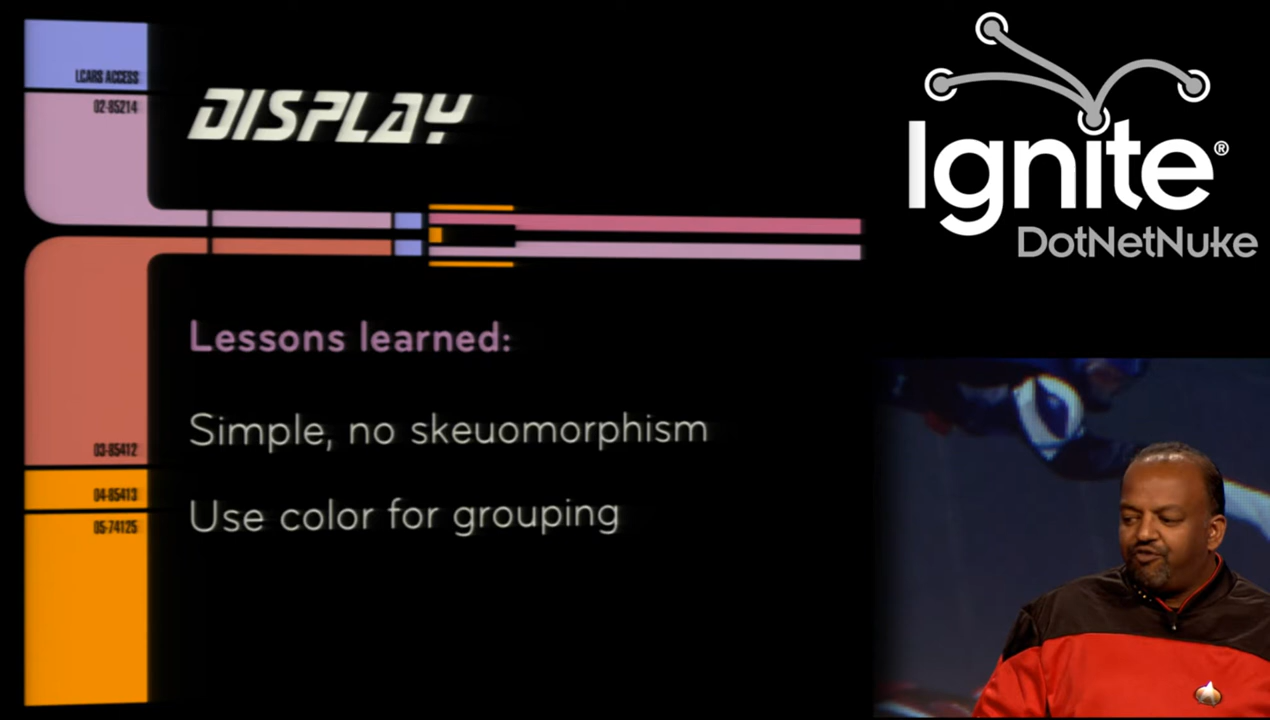 LCARS ACCESS
02-85214
DISPLAY
Lessons learned:
Simple, no skeuomorphism
Use color for grouping
03-85412
04-85413
05-74125
Ignite®
DotNetNuke